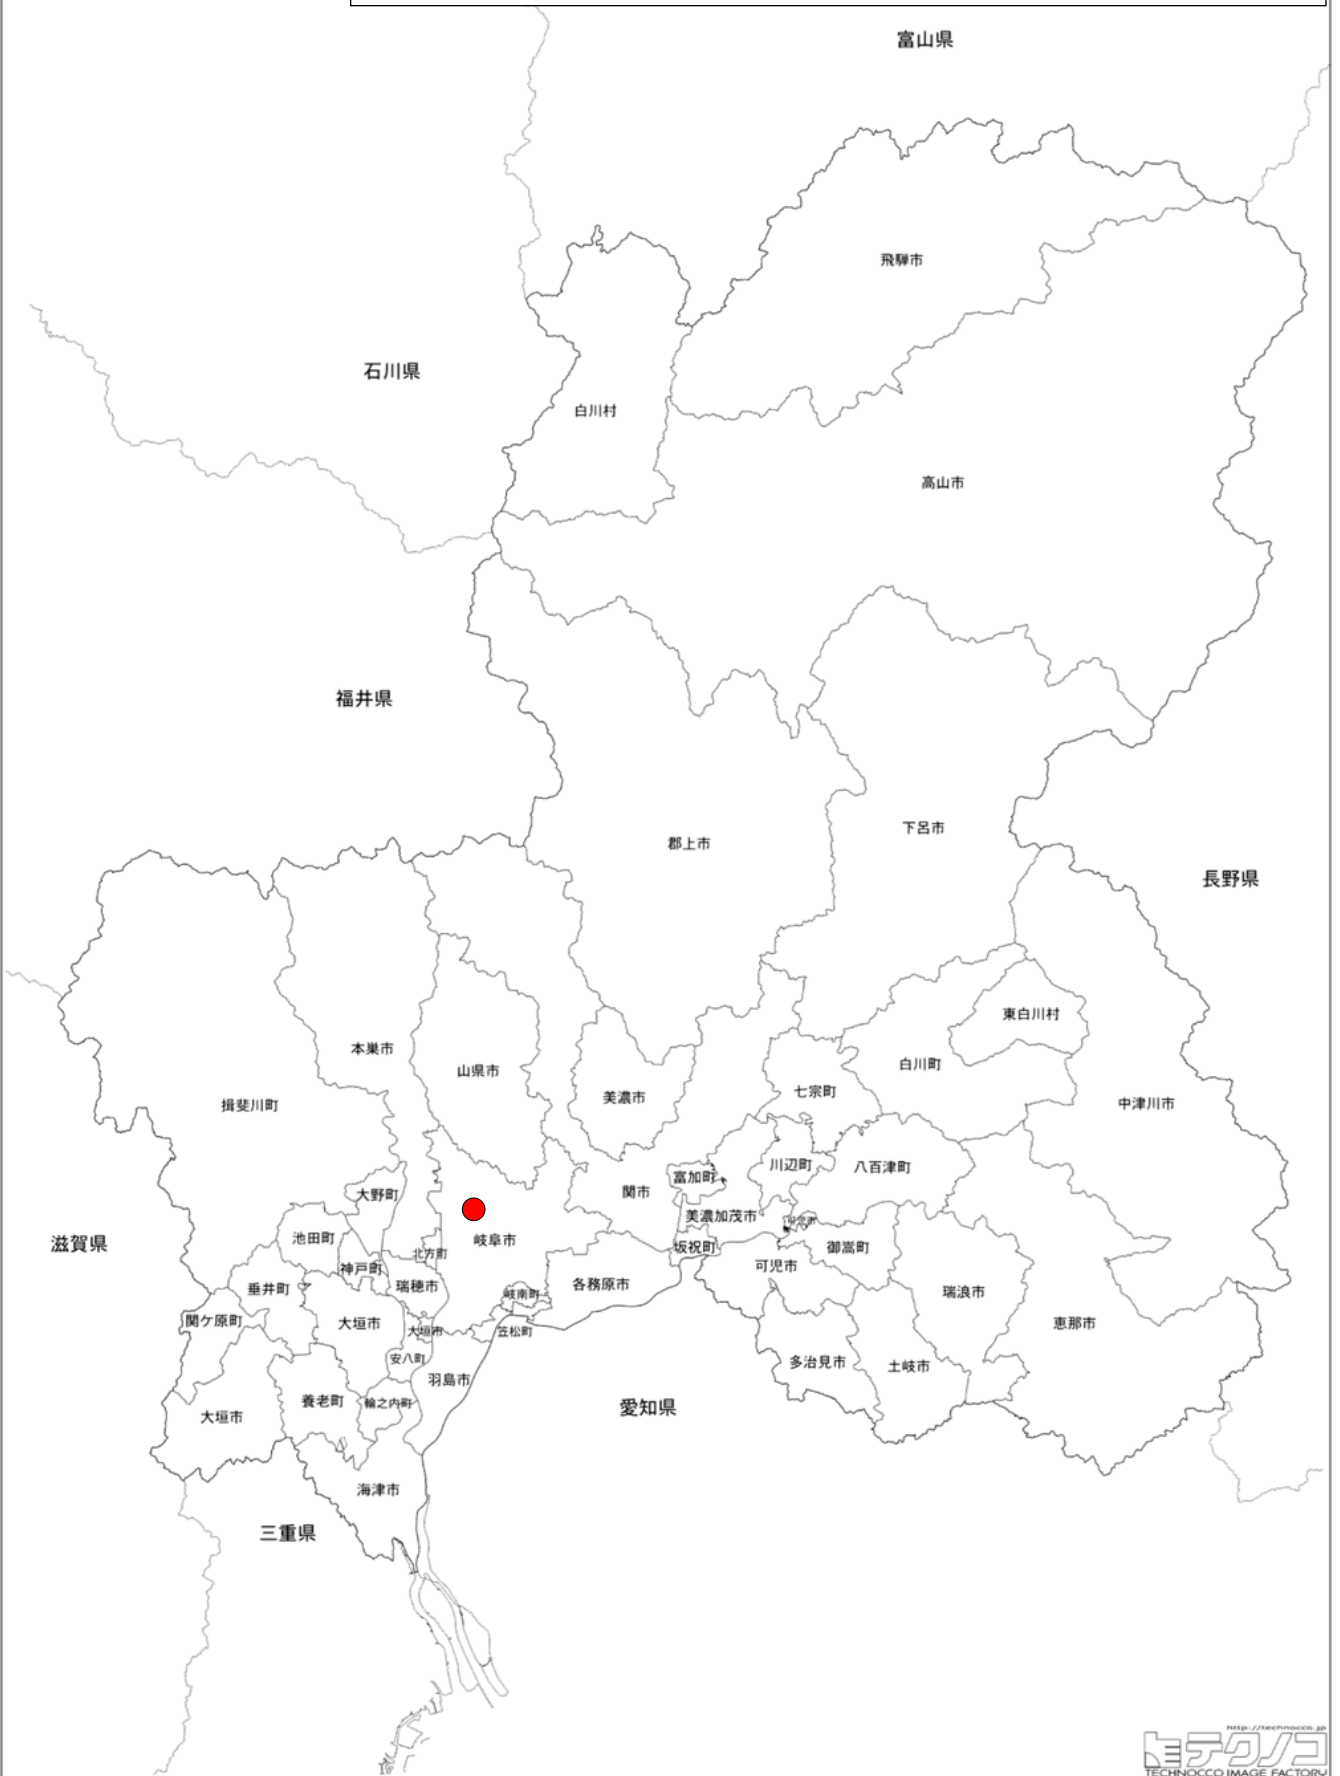 富山県
飛騨市
石川県
白川村
高山市
福井県
下呂市
郡上市
長野県
東白川村
本巣市
白川町
山県市
七宗町
美濃市
中津川市
揖斐川町
川辺町
八百津町
富加町
関市
大野町
美濃加茂市
可児市
池田町
岐阜市
滋賀県
坂祝町
御嵩町
北方町
可児市
神戸町
各務原市
瑞穂市
垂井町
瑞浪市
岐南町
関ケ原町
大垣市
恵那市
大垣市
笠松町
安八町
多治見市
土岐市
羽島市
養老町
輪之内町
愛知県
大垣市
海津市
三重県
http://technocco.jp
テクノコ
TECHNOCCO IMAGE FACTORY